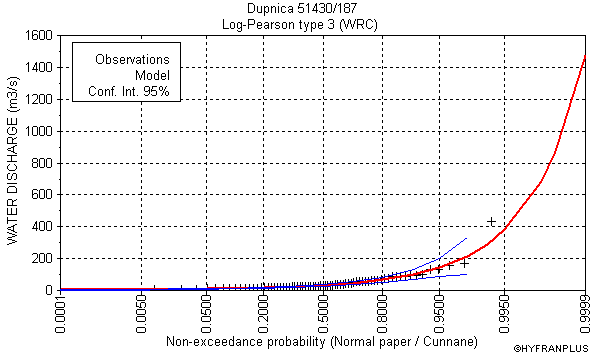 Dupnica 51430/187
Log-Pearson type 3 (WRC)
1600
1400
1200
1000
800
600
400
200
0
WATER DISCHARGE (m3/s)
Observations
Model
Conf. Int. 95%
0.0001
0.0050
0.0500
0.2000
0.5000
0.8000
0.9500
0.9950
0.9999
Non-exceedance probability (Normal paper / Cunnane)
©HYFRANPLUS